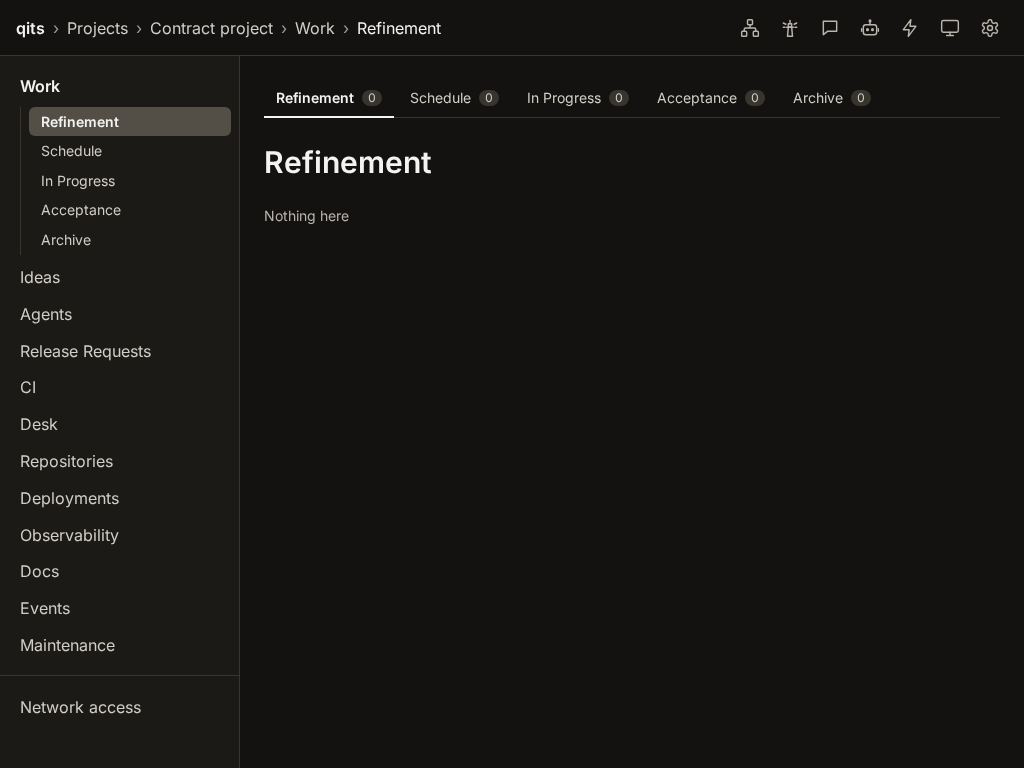 qits › Projects › Contract project › Work › Refinement
Work
Refinement
Schedule
In Progress
Acceptance
Archive
Ideas
Agents
Release Requests
CI
Desk
Repositories
Deployments
Observability
Docs
Events
Maintenance
Network access
Refinement 0 Schedule 0 In Progress 0 Acceptance 0 Archive 0
Refinement
Nothing here